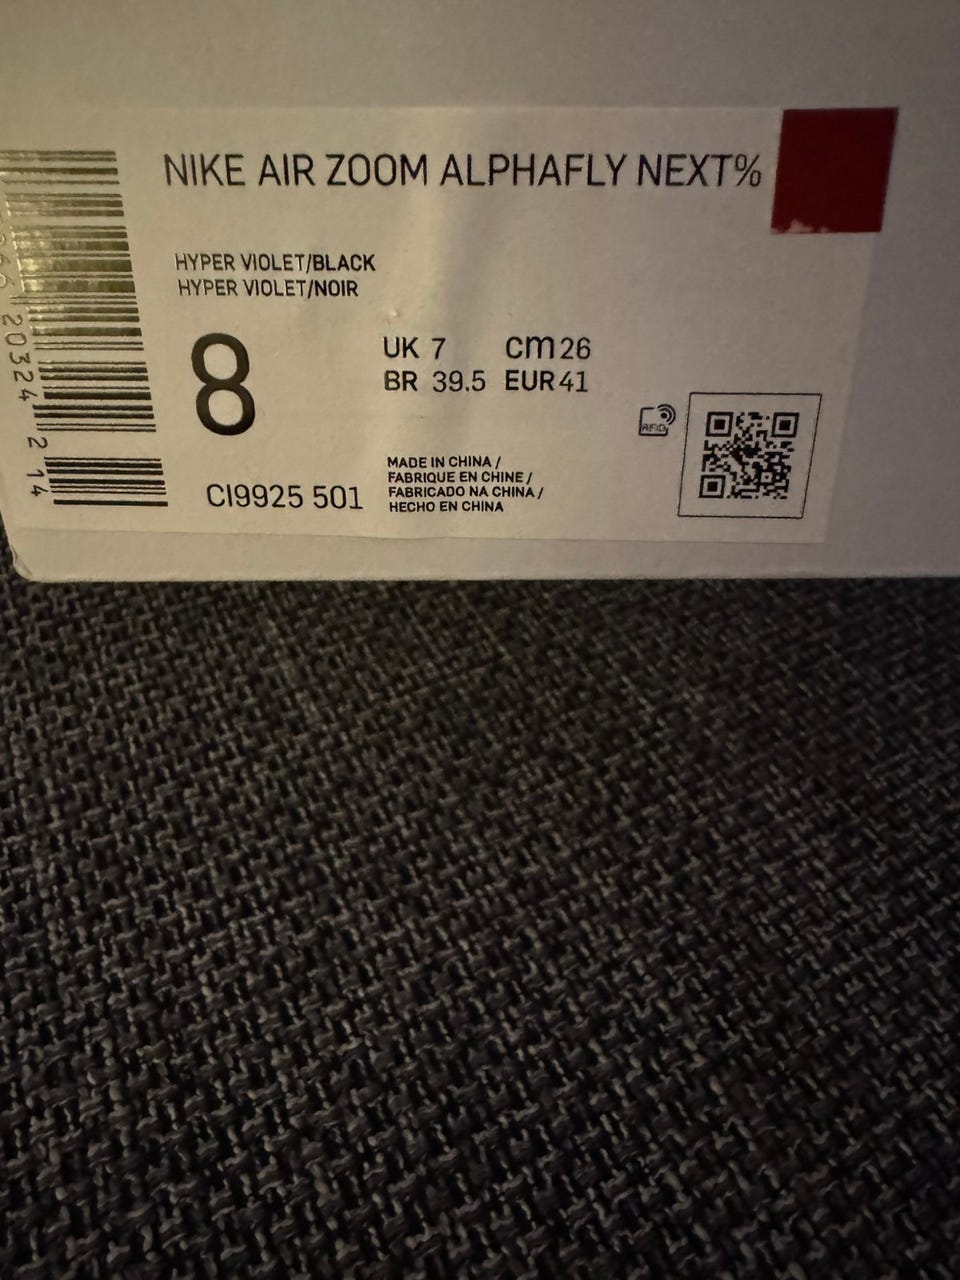 NIKE AIR ZOOM ALPHAFLY NEXT%
HYPER VIOLET/BLACK
HYPER VIOLET/NOIR
8
UK 7 cm 26
BR 39.5 EUR 41
RFID
MADE IN CHINA /
FABRIQUE EN CHINE /
FABRICADO NA CHINA /
HECHO EN CHINA
CI9925 501
20324 2 14